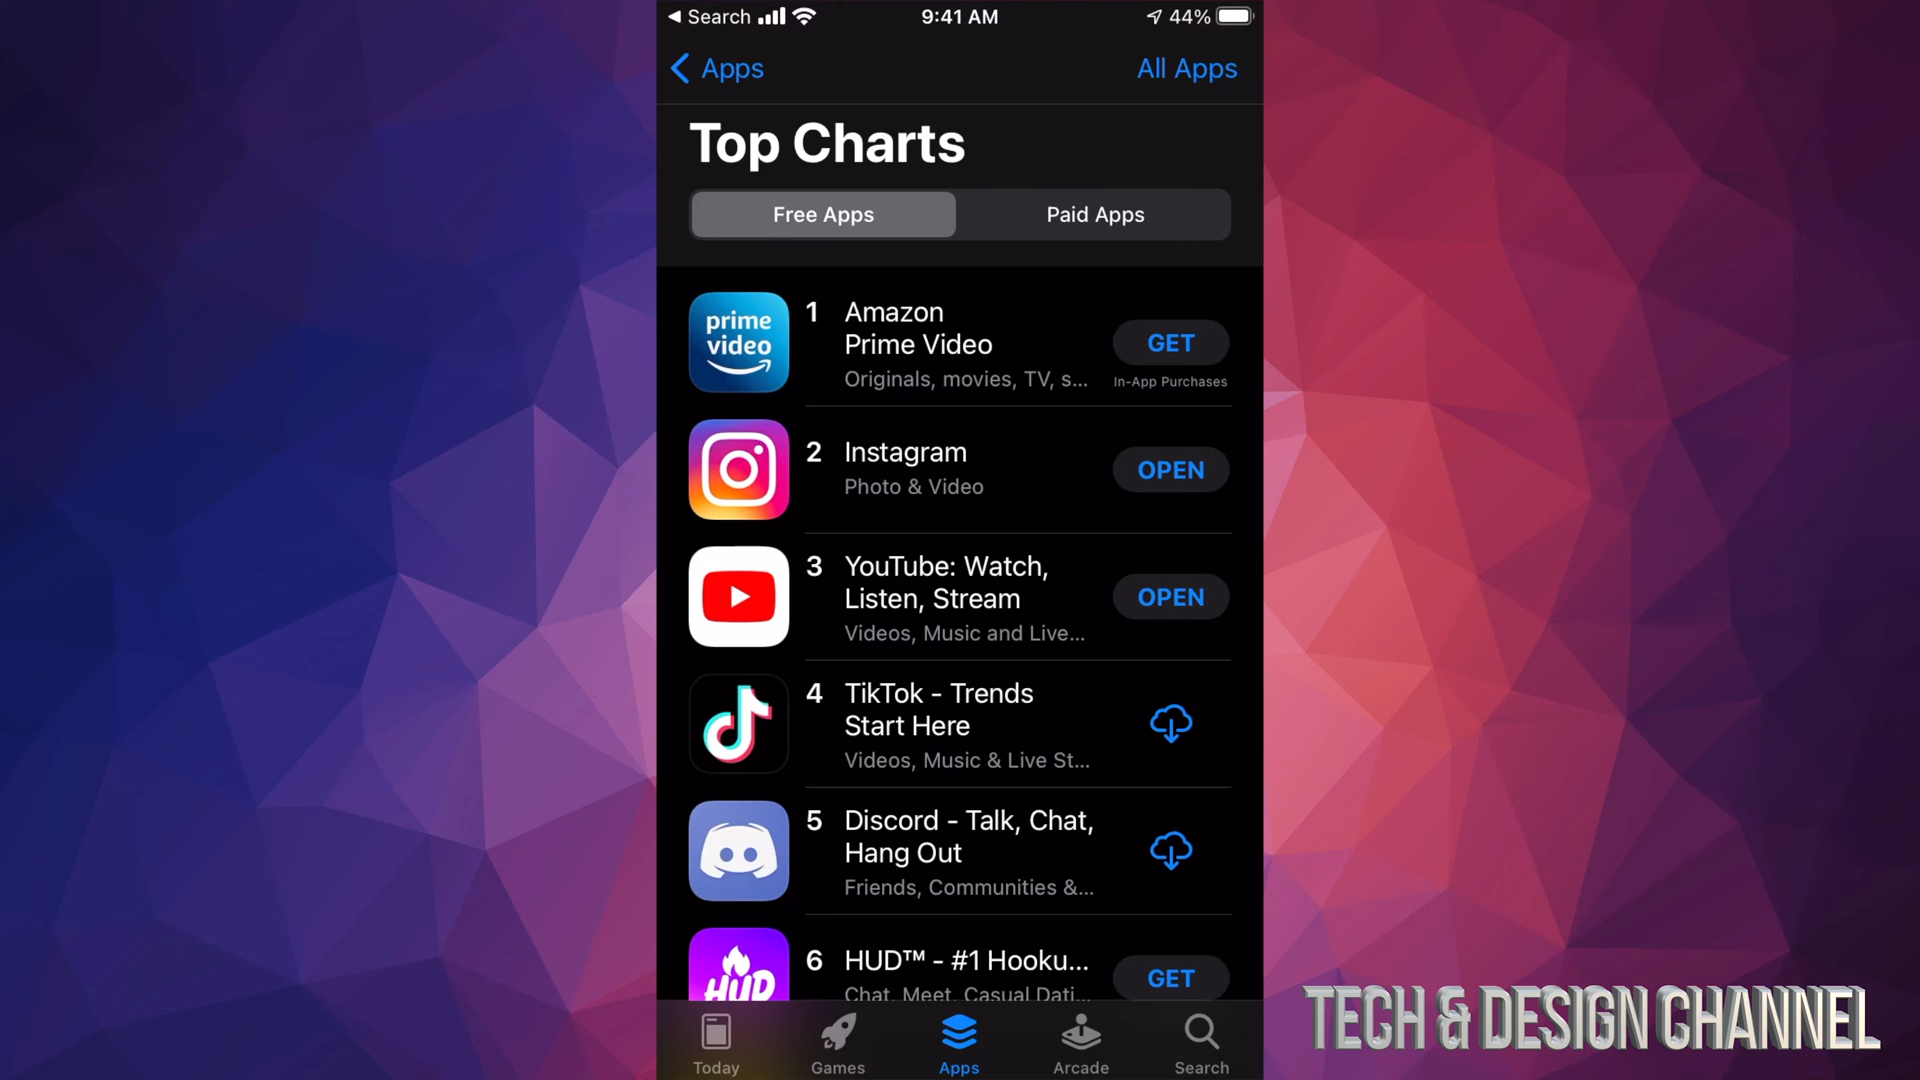 Search
9:41 AM
44%
Apps
All Apps
Top Charts
Free Apps
Paid Apps
prime
video
1
Amazon
Prime Video
Originals, movies, TV, s...
GET
In-App Purchases
2
Instagram
Photo & Video
OPEN
3
YouTube: Watch,
Listen, Stream
Videos, Music and Live...
OPEN
4
TikTok - Trends
Start Here
Videos, Music & Live St...
5
Discord - Talk, Chat,
Hang Out
Friends, Communities &...
HUD
6
HUD™ - #1 Hooku...
Chat, Meet, Casual Dati...
GET
Today
Games
Apps
Arcade
Search
TECH & DESIGN CHANNEL